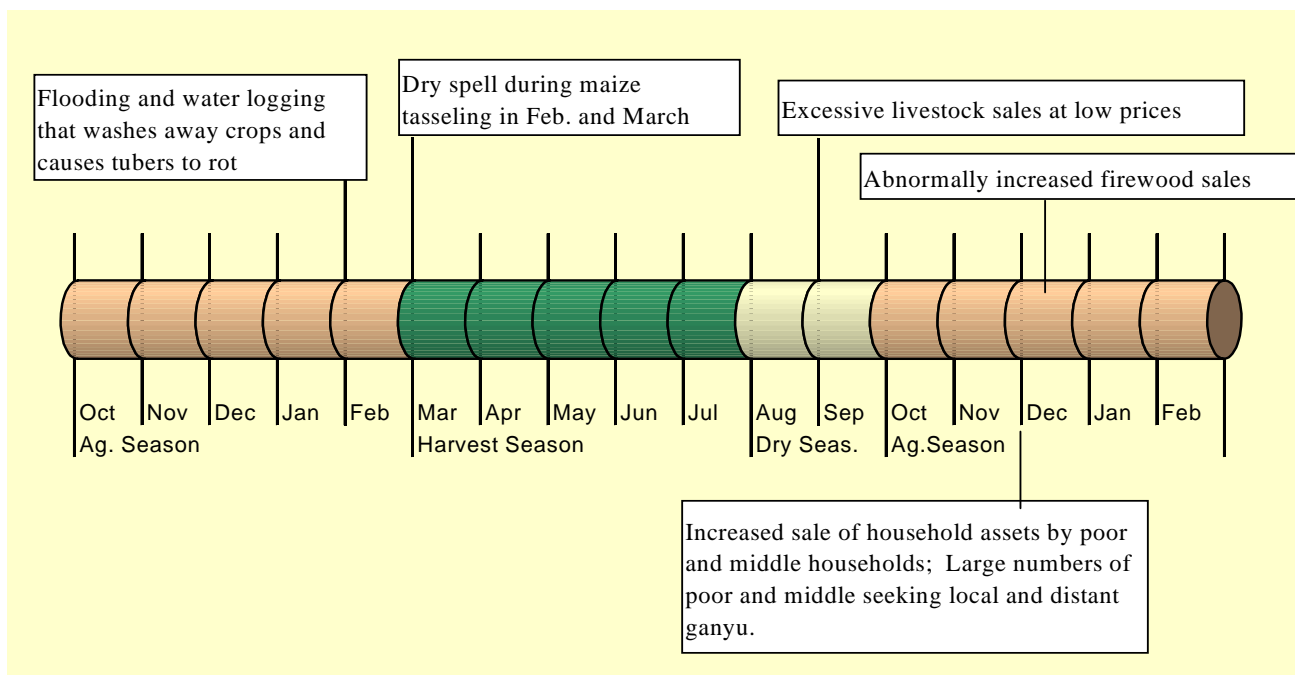 Flooding and water logging
that washes away crops and
causes tubers to rot
Dry spell during maize
tasseling in Feb. and March
Excessive livestock sales at low prices
Abnormally increased firewood sales
Oct Nov Dec Jan Feb Mar Apr May Jun Jul Aug Sep Oct Nov Dec Jan Feb
Ag. Season Harvest Season Dry Seas. Ag.Season
Increased sale of household assets by poor
and middle households; Large numbers of
poor and middle seeking local and distant
ganyu.